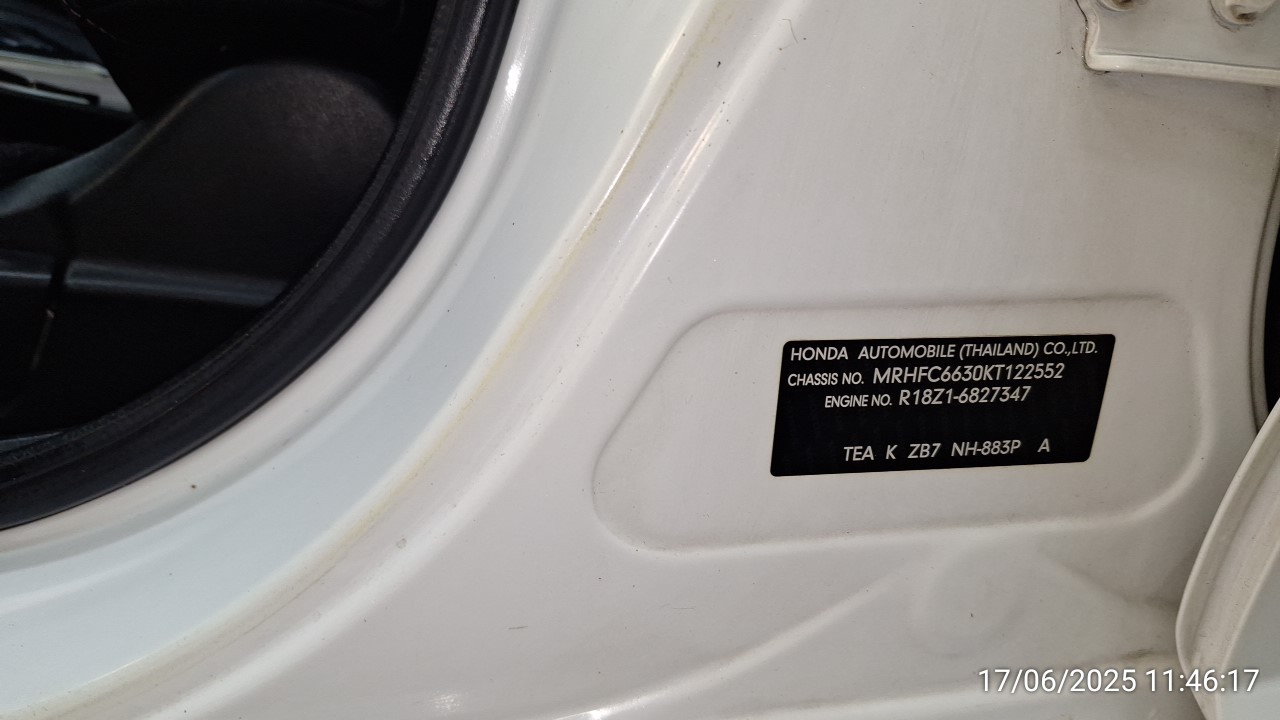 HONDA AUTOMOBILE (THAILAND) CO.,LTD.
CHASSIS NO. MRHFC6630KT122552
ENGINE NO. R18Z1-6827347
TEA K ZB7 NH-883P A
17/06/2025 11:46:17